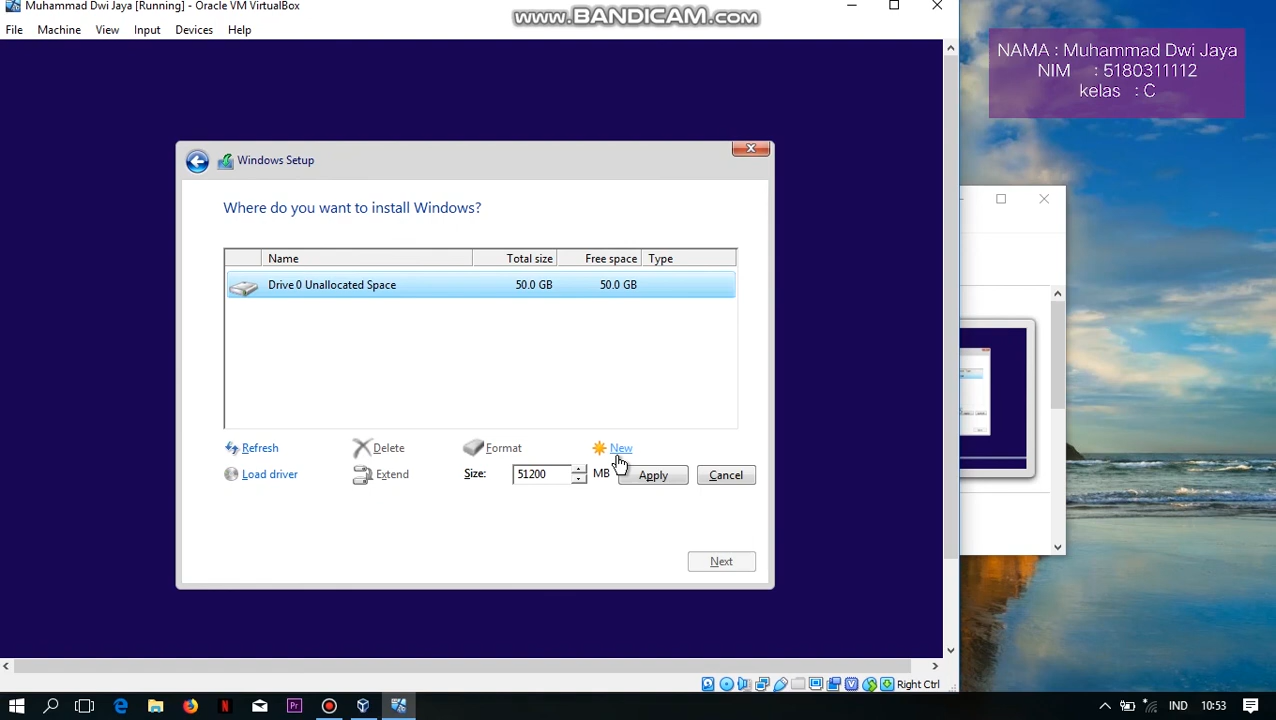 Muhammad Dwi Jaya [Running] - Oracle VM VirtualBox
www.BANDICAM.com
File Machine View Input Devices Help
NAMA : Muhammad Dwi Jaya
NIM : 5180311112
kelas : C
Windows Setup
Where do you want to install Windows?
Name Total size Free space Type
Drive 0 Unallocated Space 50.0 GB 50.0 GB
Refresh Delete Format New
Load driver Extend Size: 51200 MB Apply Cancel
Next
Right Ctrl
Pr IND 10:53